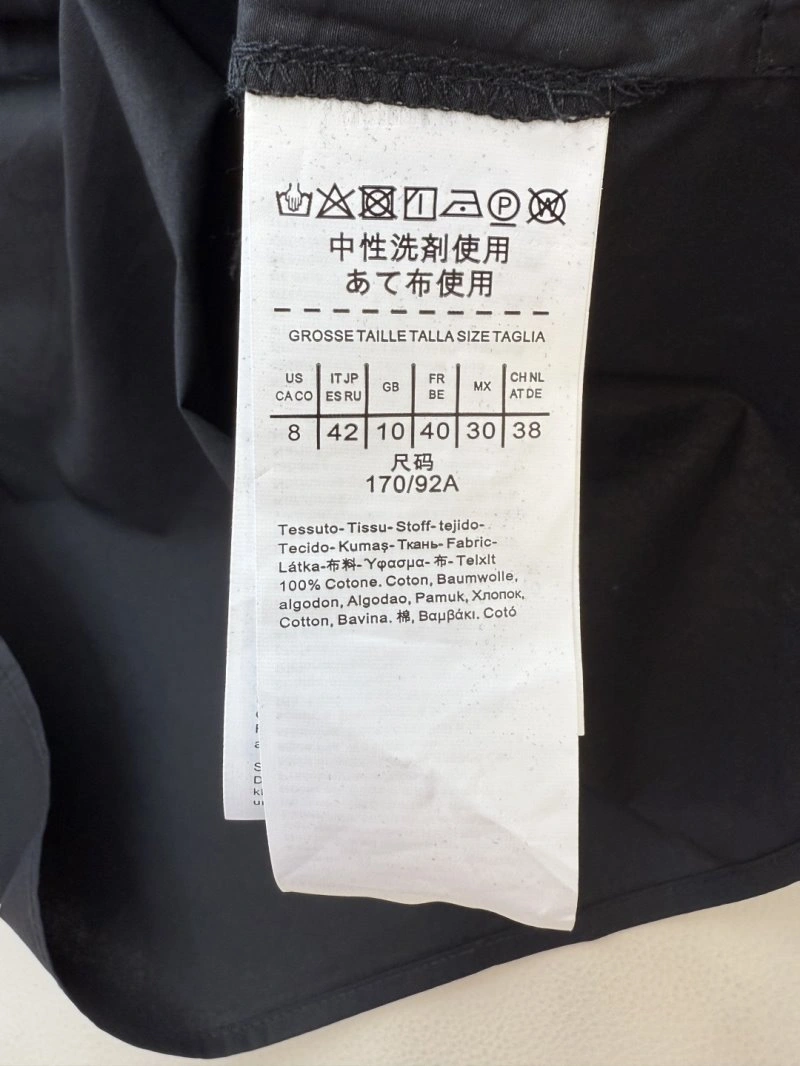 P W
中性洗剤使用
あて布使用
GROSSE TAILLE TALLA SIZE TAGLIA
US CA CO | IT JP ES RU | GB | FR BE | MX | CH NL AT DE
8 | 42 | 10 | 40 | 30 | 38
尺码
170/92A
Tessuto-Tissu-Stoff-tejido-
Tecido-Kumaş-Ткань-Fabric-
Látka-布料-Ύφασμα-布-Telxlt
100% Cotone. Coton, Baumwolle,
algodon, Algodao, Pamuk, Хлопок,
Cotton, Bavina. 棉, Βαμβάκι. Cotó